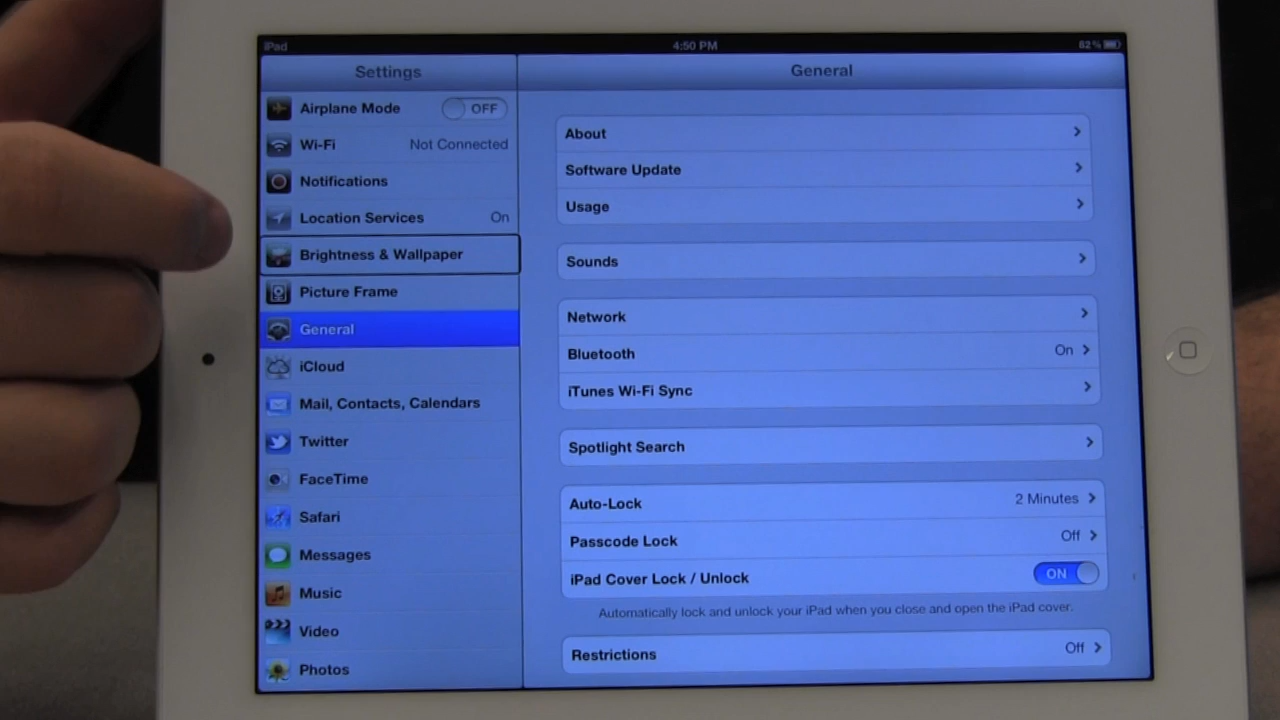 iPad 4:50 PM 62%
Settings
Airplane Mode OFF
Wi-Fi Not Connected
Notifications
Location Services On
Brightness & Wallpaper
Picture Frame
General
iCloud
Mail, Contacts, Calendars
Twitter
FaceTime
Safari
Messages
Music
Video
Photos
General
About
Software Update
Usage
Sounds
Network
Bluetooth On
iTunes Wi-Fi Sync
Spotlight Search
Auto-Lock 2 Minutes
Passcode Lock Off
iPad Cover Lock / Unlock ON
Automatically lock and unlock your iPad when you close and open the iPad cover.
Restrictions Off